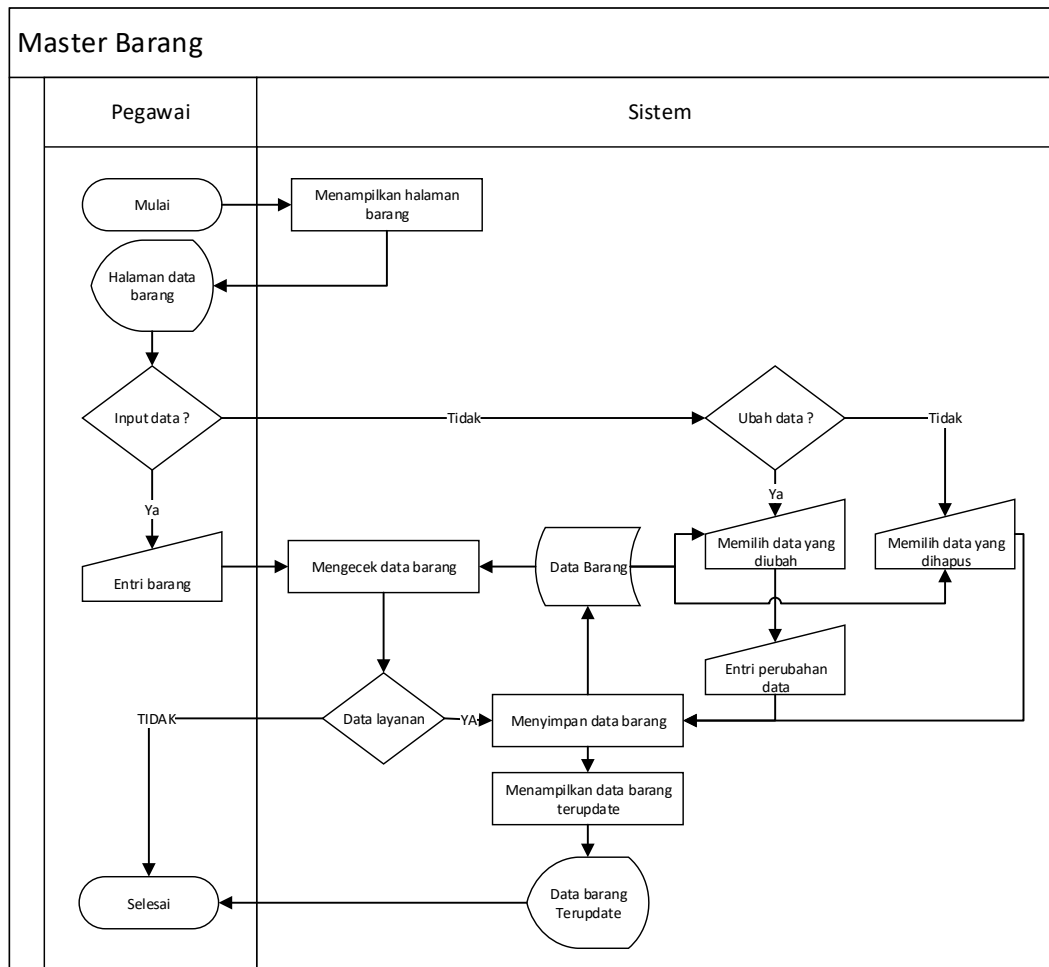 Master Barang
Pegawai
Sistem
Mulai
Menampilkan halaman
barang
Halaman data
barang
Input data ?
Tidak
Ubah data ?
Tidak
Ya
Ya
Entri barang
Mengecek data barang
Data Barang
Memilih data yang
diubah
Memilih data yang
dihapus
Entri perubahan
data
TIDAK
Data layanan
YA
Menyimpan data barang
Menampilkan data barang
terupdate
Selesai
Data barang
Terupdate